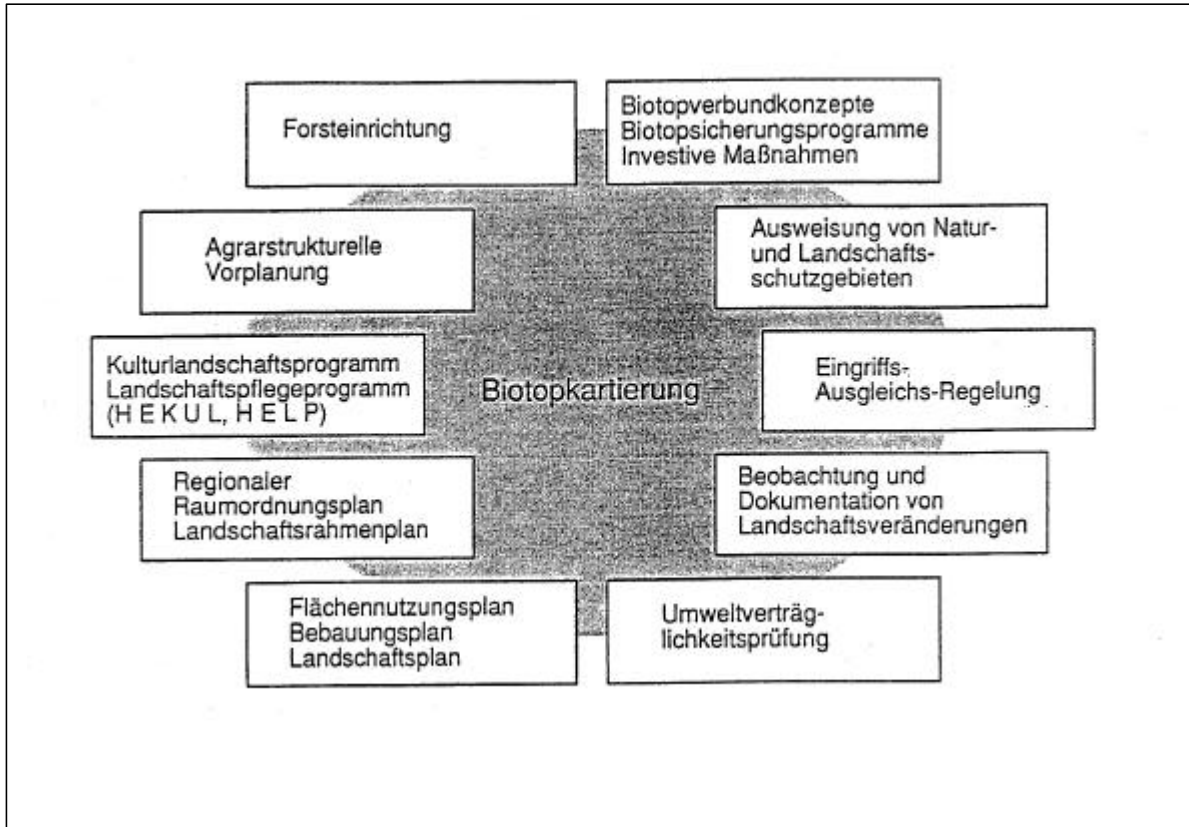 Forsteinrichtung
Biotopverbundkonzepte
Biotopsicherungsprogramme
Investive Maßnahmen
Agrarstrukturelle
Vorplanung
Ausweisung von Natur-
und Landschafts-
schutzgebieten
Kulturlandschaftsprogramm
Landschaftspflegeprogramm
(H E K U L, H E L P)
Biotopkartierung
Eingriffs-
Ausgleichs-Regelung
Regionaler
Raumordnungsplan
Landschaftsrahmenplan
Beobachtung und
Dokumentation von
Landschaftsveränderungen
Flächennutzungsplan
Bebauungsplan
Landschaftsplan
Umweltverträg-
lichkeitsprüfung